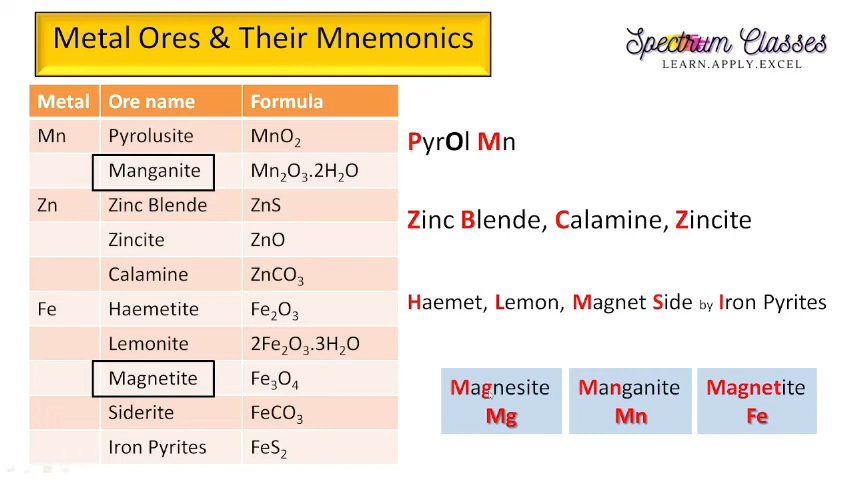 Metal Ores & Their Mnemonics
Spectrum Classes
LEARN.APPLY.EXCEL
Metal Ore name Formula
Mn Pyrolusite MnO₂
Manganite Mn₂O₃.2H₂O
Zn Zinc Blende ZnS
Zincite ZnO
Calamine ZnCO₃
Fe Haemetite Fe₂O₃
Lemonite 2Fe₂O₃.3H₂O
Magnetite Fe₃O₄
Siderite FeCO₃
Iron Pyrites FeS₂
PyrOl Mn
Zinc Blende, Calamine, Zincite
Haemet, Lemon, Magnet Side by Iron Pyrites
Magnesite
Mg
Manganite
Mn
Magnetite
Fe